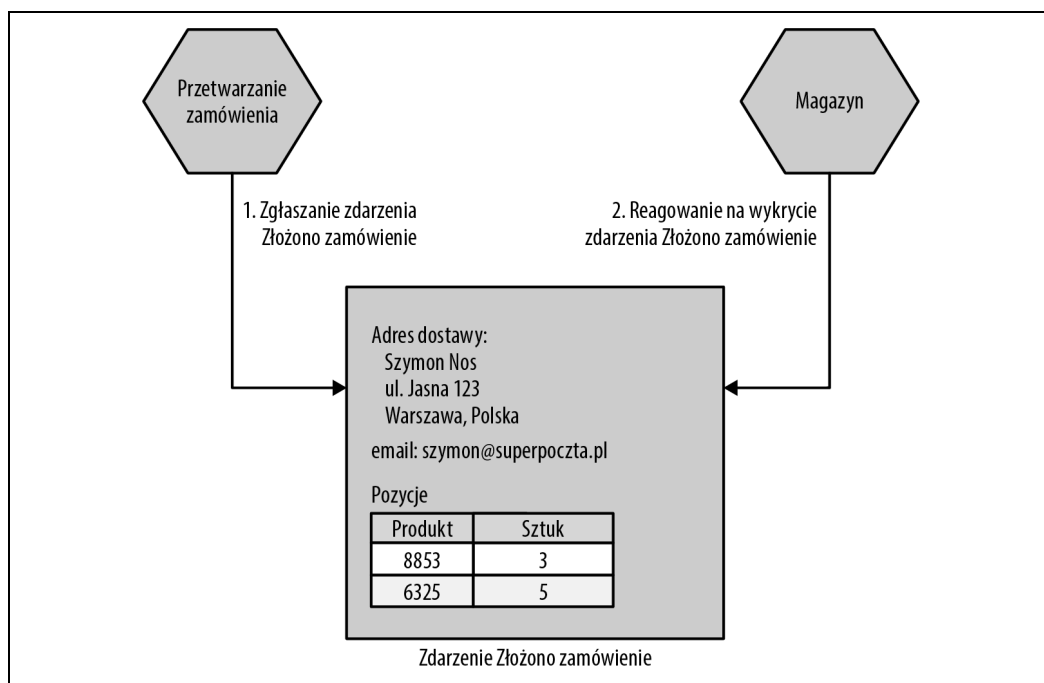 Przetwarzanie
zamówienia
Magazyn
1. Zgłaszanie zdarzenia
Złożono zamówienie
2. Reagowanie na wykrycie
zdarzenia Złożono zamówienie
Adres dostawy:
Szymon Nos
ul. Jasna 123
Warszawa, Polska
email: szymon@superpoczta.pl
Pozycje
Produkt Sztuk
8853 3
6325 5
Zdarzenie Złożono zamówienie